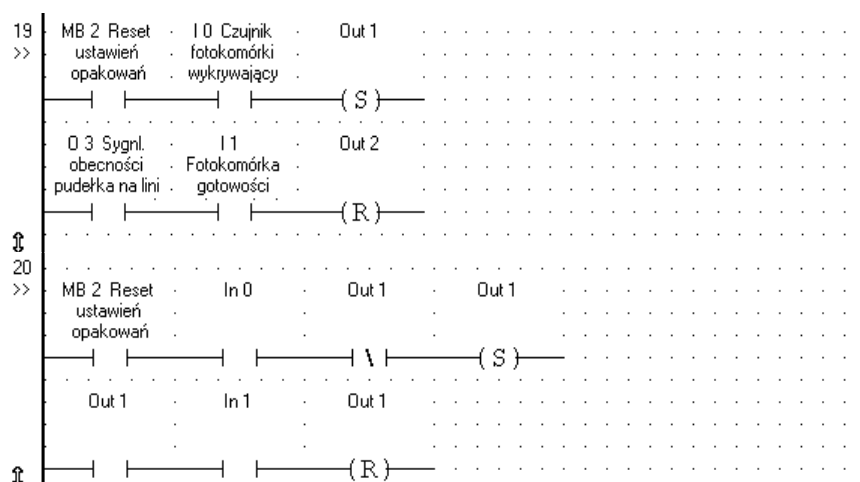 19
>>
MB 2 Reset ustawień opakowań
I 0 Czujnik fotokomórki wykrywający
Out 1
( S )
O 3 Sygnl. obecności pudełka na lini
I 1 Fotokomórka gotowości
Out 2
( R )
20
>>
MB 2 Reset ustawień opakowań
In 0
Out 1
Out 1
( S )
Out 1
In 1
Out 1
( R )